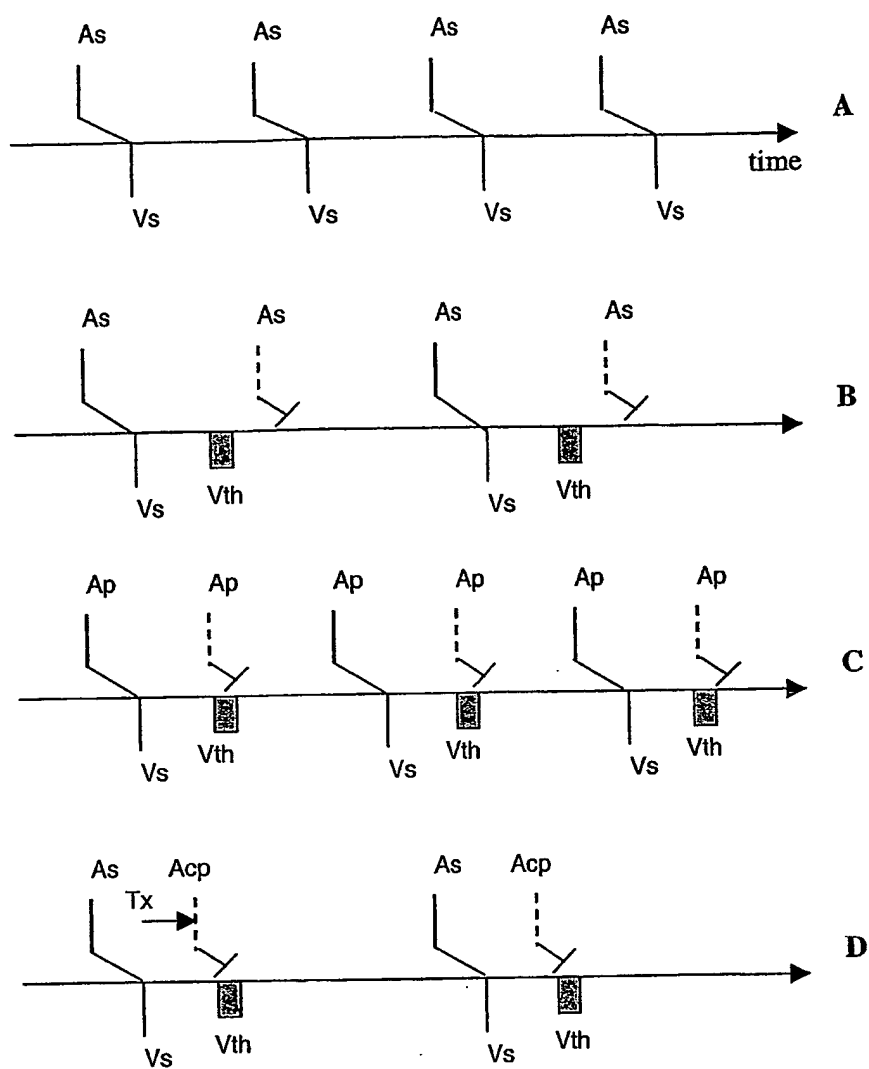 As As As As
A
time
Vs Vs Vs Vs
As As As As
B
Vs Vth Vs Vth
Ap Ap Ap Ap Ap Ap
C
Vs Vth Vs Vth Vs Vth
As Acp As Acp
Tx
D
Vs Vth Vs Vth